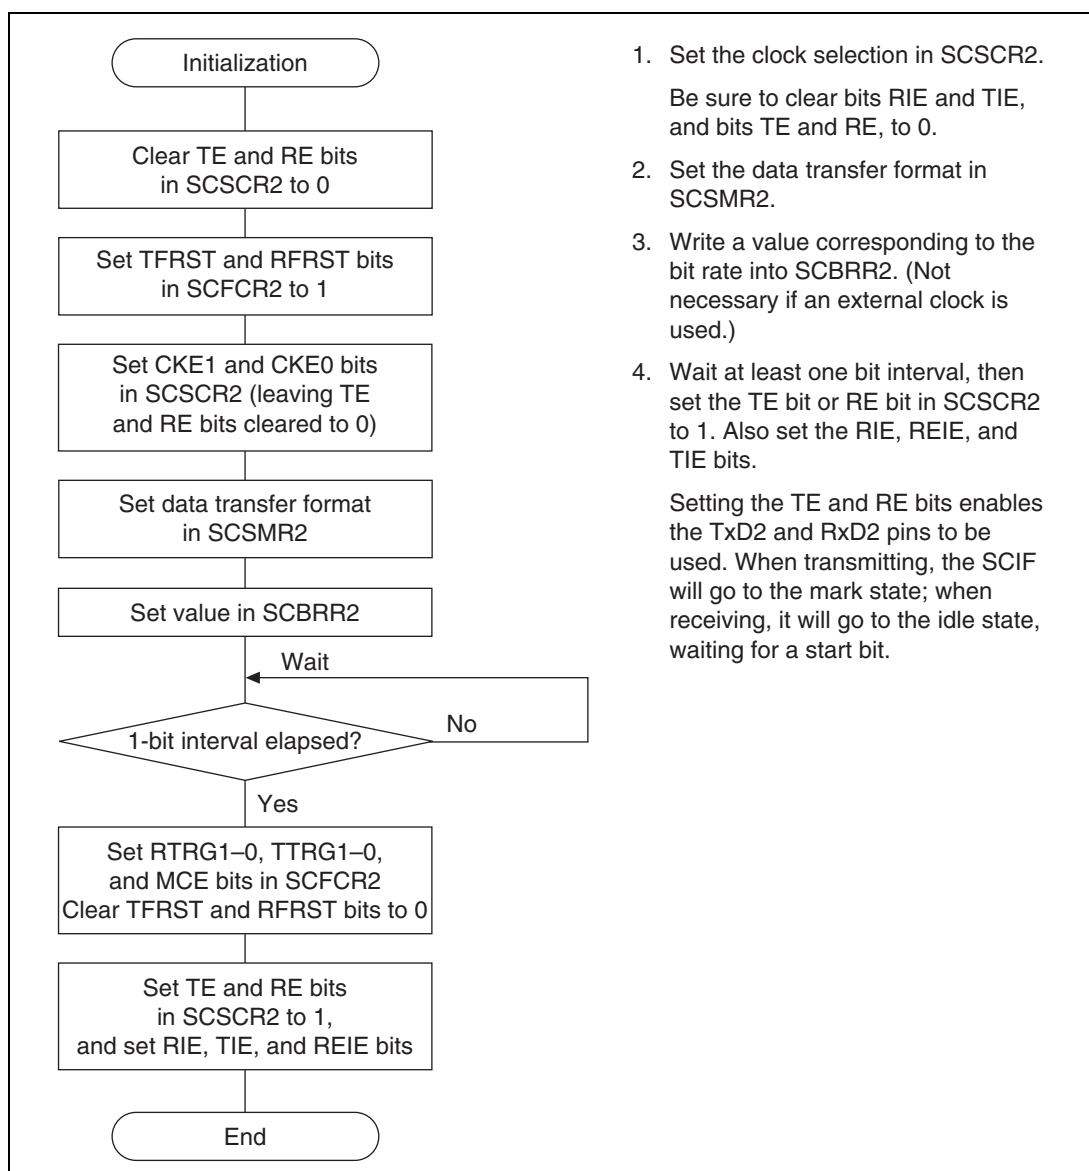 Initialization
Clear TE and RE bits
in SCSCR2 to 0
Set TFRST and RFRST bits
in SCFCR2 to 1
Set CKE1 and CKE0 bits
in SCSCR2 (leaving TE
and RE bits cleared to 0)
Set data transfer format
in SCSMR2
Set value in SCBRR2
Wait
1-bit interval elapsed?
No
Yes
Set RTRG1–0, TTRG1–0,
and MCE bits in SCFCR2
Clear TFRST and RFRST bits to 0
Set TE and RE bits
in SCSCR2 to 1,
and set RIE, TIE, and REIE bits
End
1. Set the clock selection in SCSCR2.
Be sure to clear bits RIE and TIE,
and bits TE and RE, to 0.
2. Set the data transfer format in
SCSMR2.
3. Write a value corresponding to the
bit rate into SCBRR2. (Not
necessary if an external clock is
used.)
4. Wait at least one bit interval, then
set the TE bit or RE bit in SCSCR2
to 1. Also set the RIE, REIE, and
TIE bits.
Setting the TE and RE bits enables
the TxD2 and RxD2 pins to be
used. When transmitting, the SCIF
will go to the mark state; when
receiving, it will go to the idle state,
waiting for a start bit.